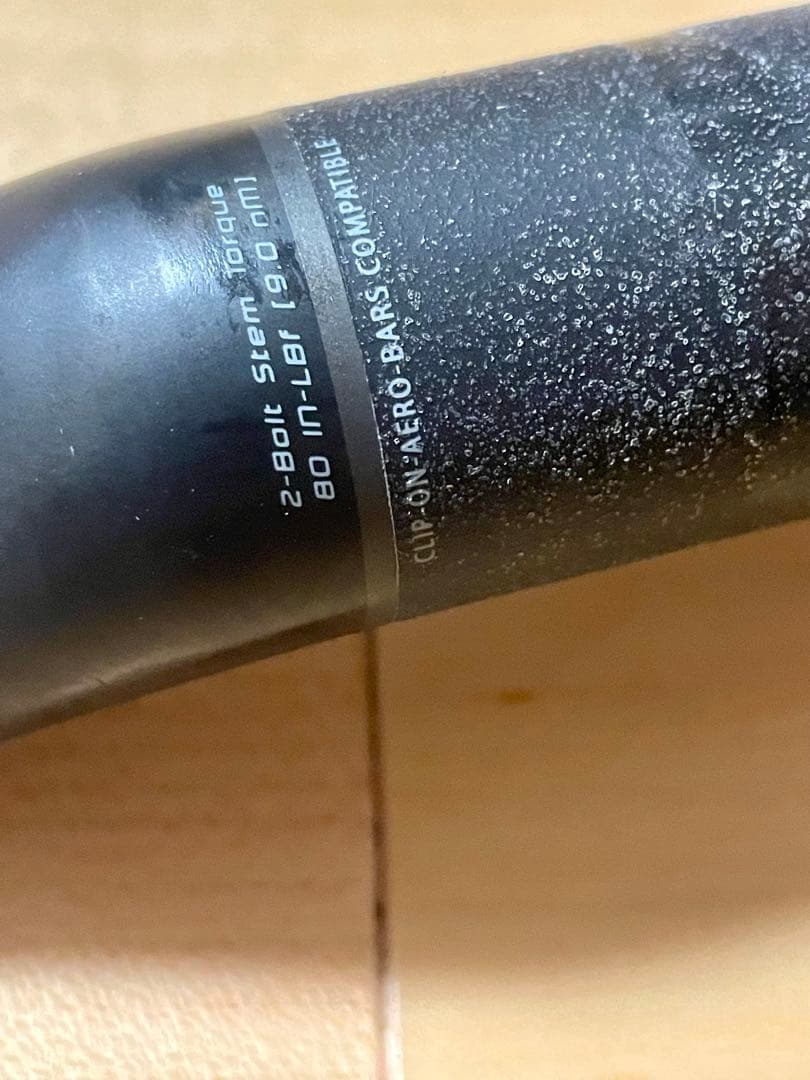 2-Bolt Stem Torque
80 in-LBf [9.0 nm]
CLIP-ON-AERO-BARS COMPATIBLE